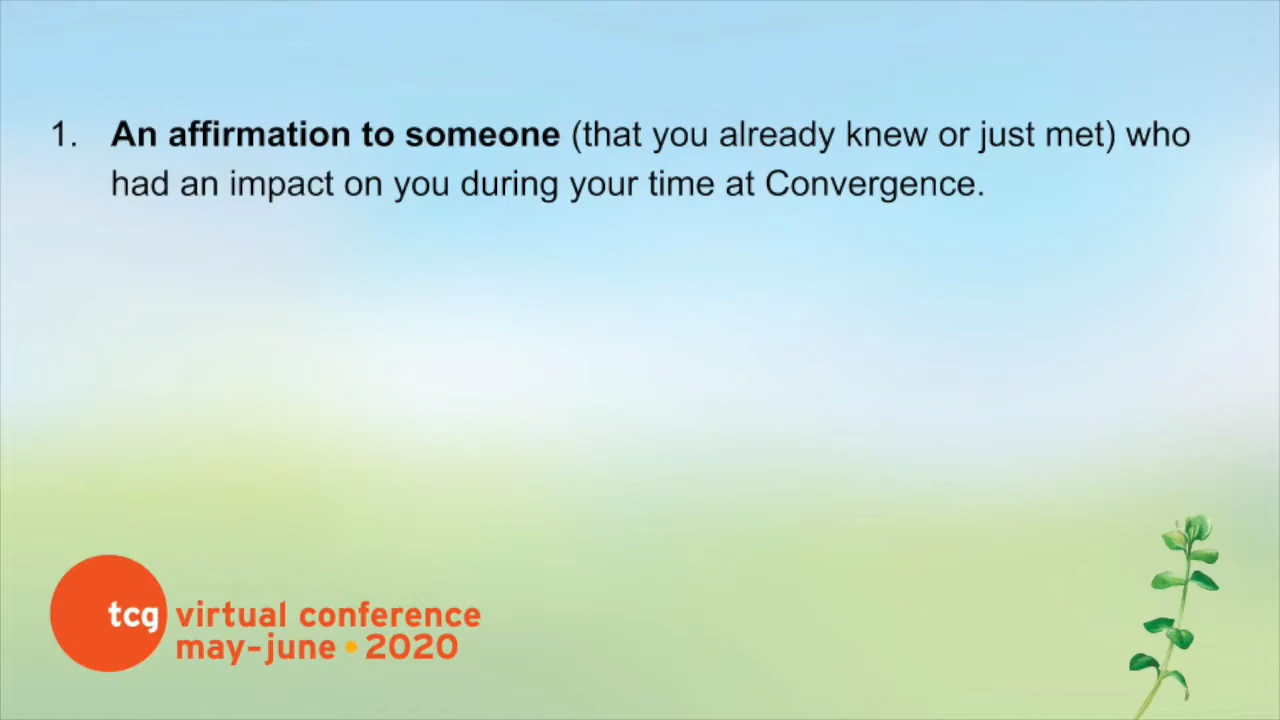 1. An affirmation to someone (that you already knew or just met) who
had an impact on you during your time at Convergence.
tcg virtual conference
may-june • 2020